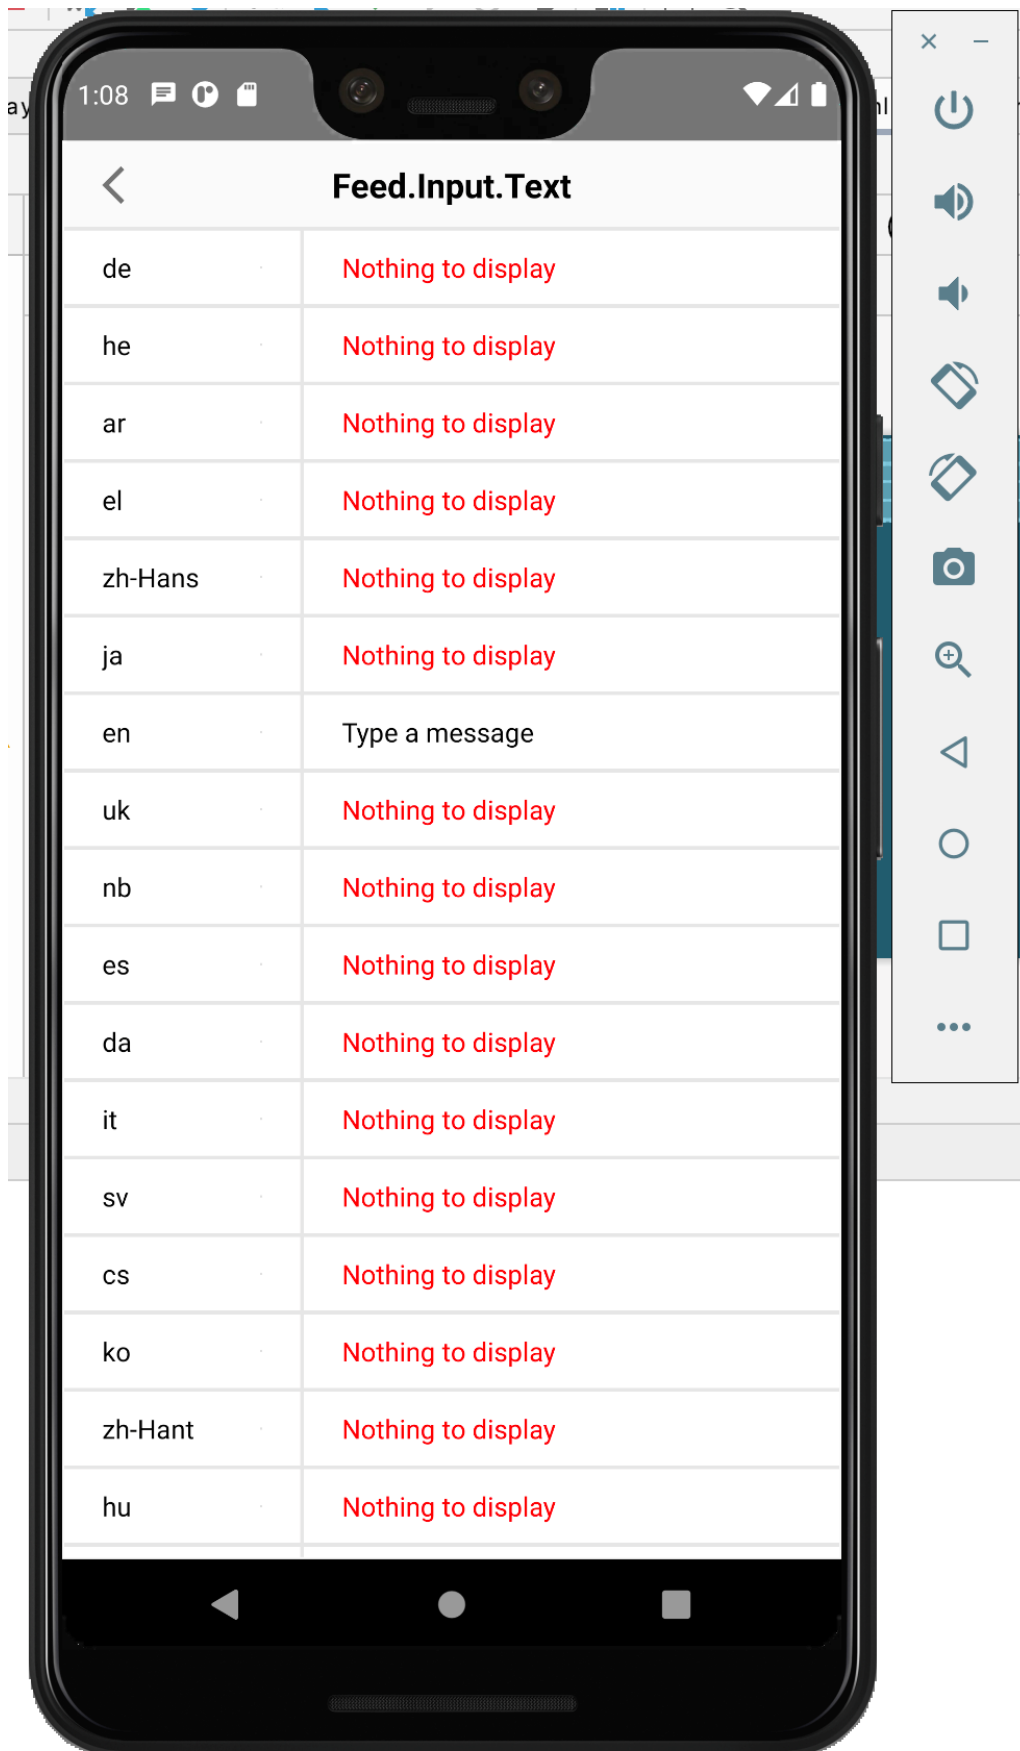 1:08
Feed.Input.Text
de Nothing to display
he Nothing to display
ar Nothing to display
el Nothing to display
zh-Hans Nothing to display
ja Nothing to display
en Type a message
uk Nothing to display
nb Nothing to display
es Nothing to display
da Nothing to display
it Nothing to display
sv Nothing to display
cs Nothing to display
ko Nothing to display
zh-Hant Nothing to display
hu Nothing to display